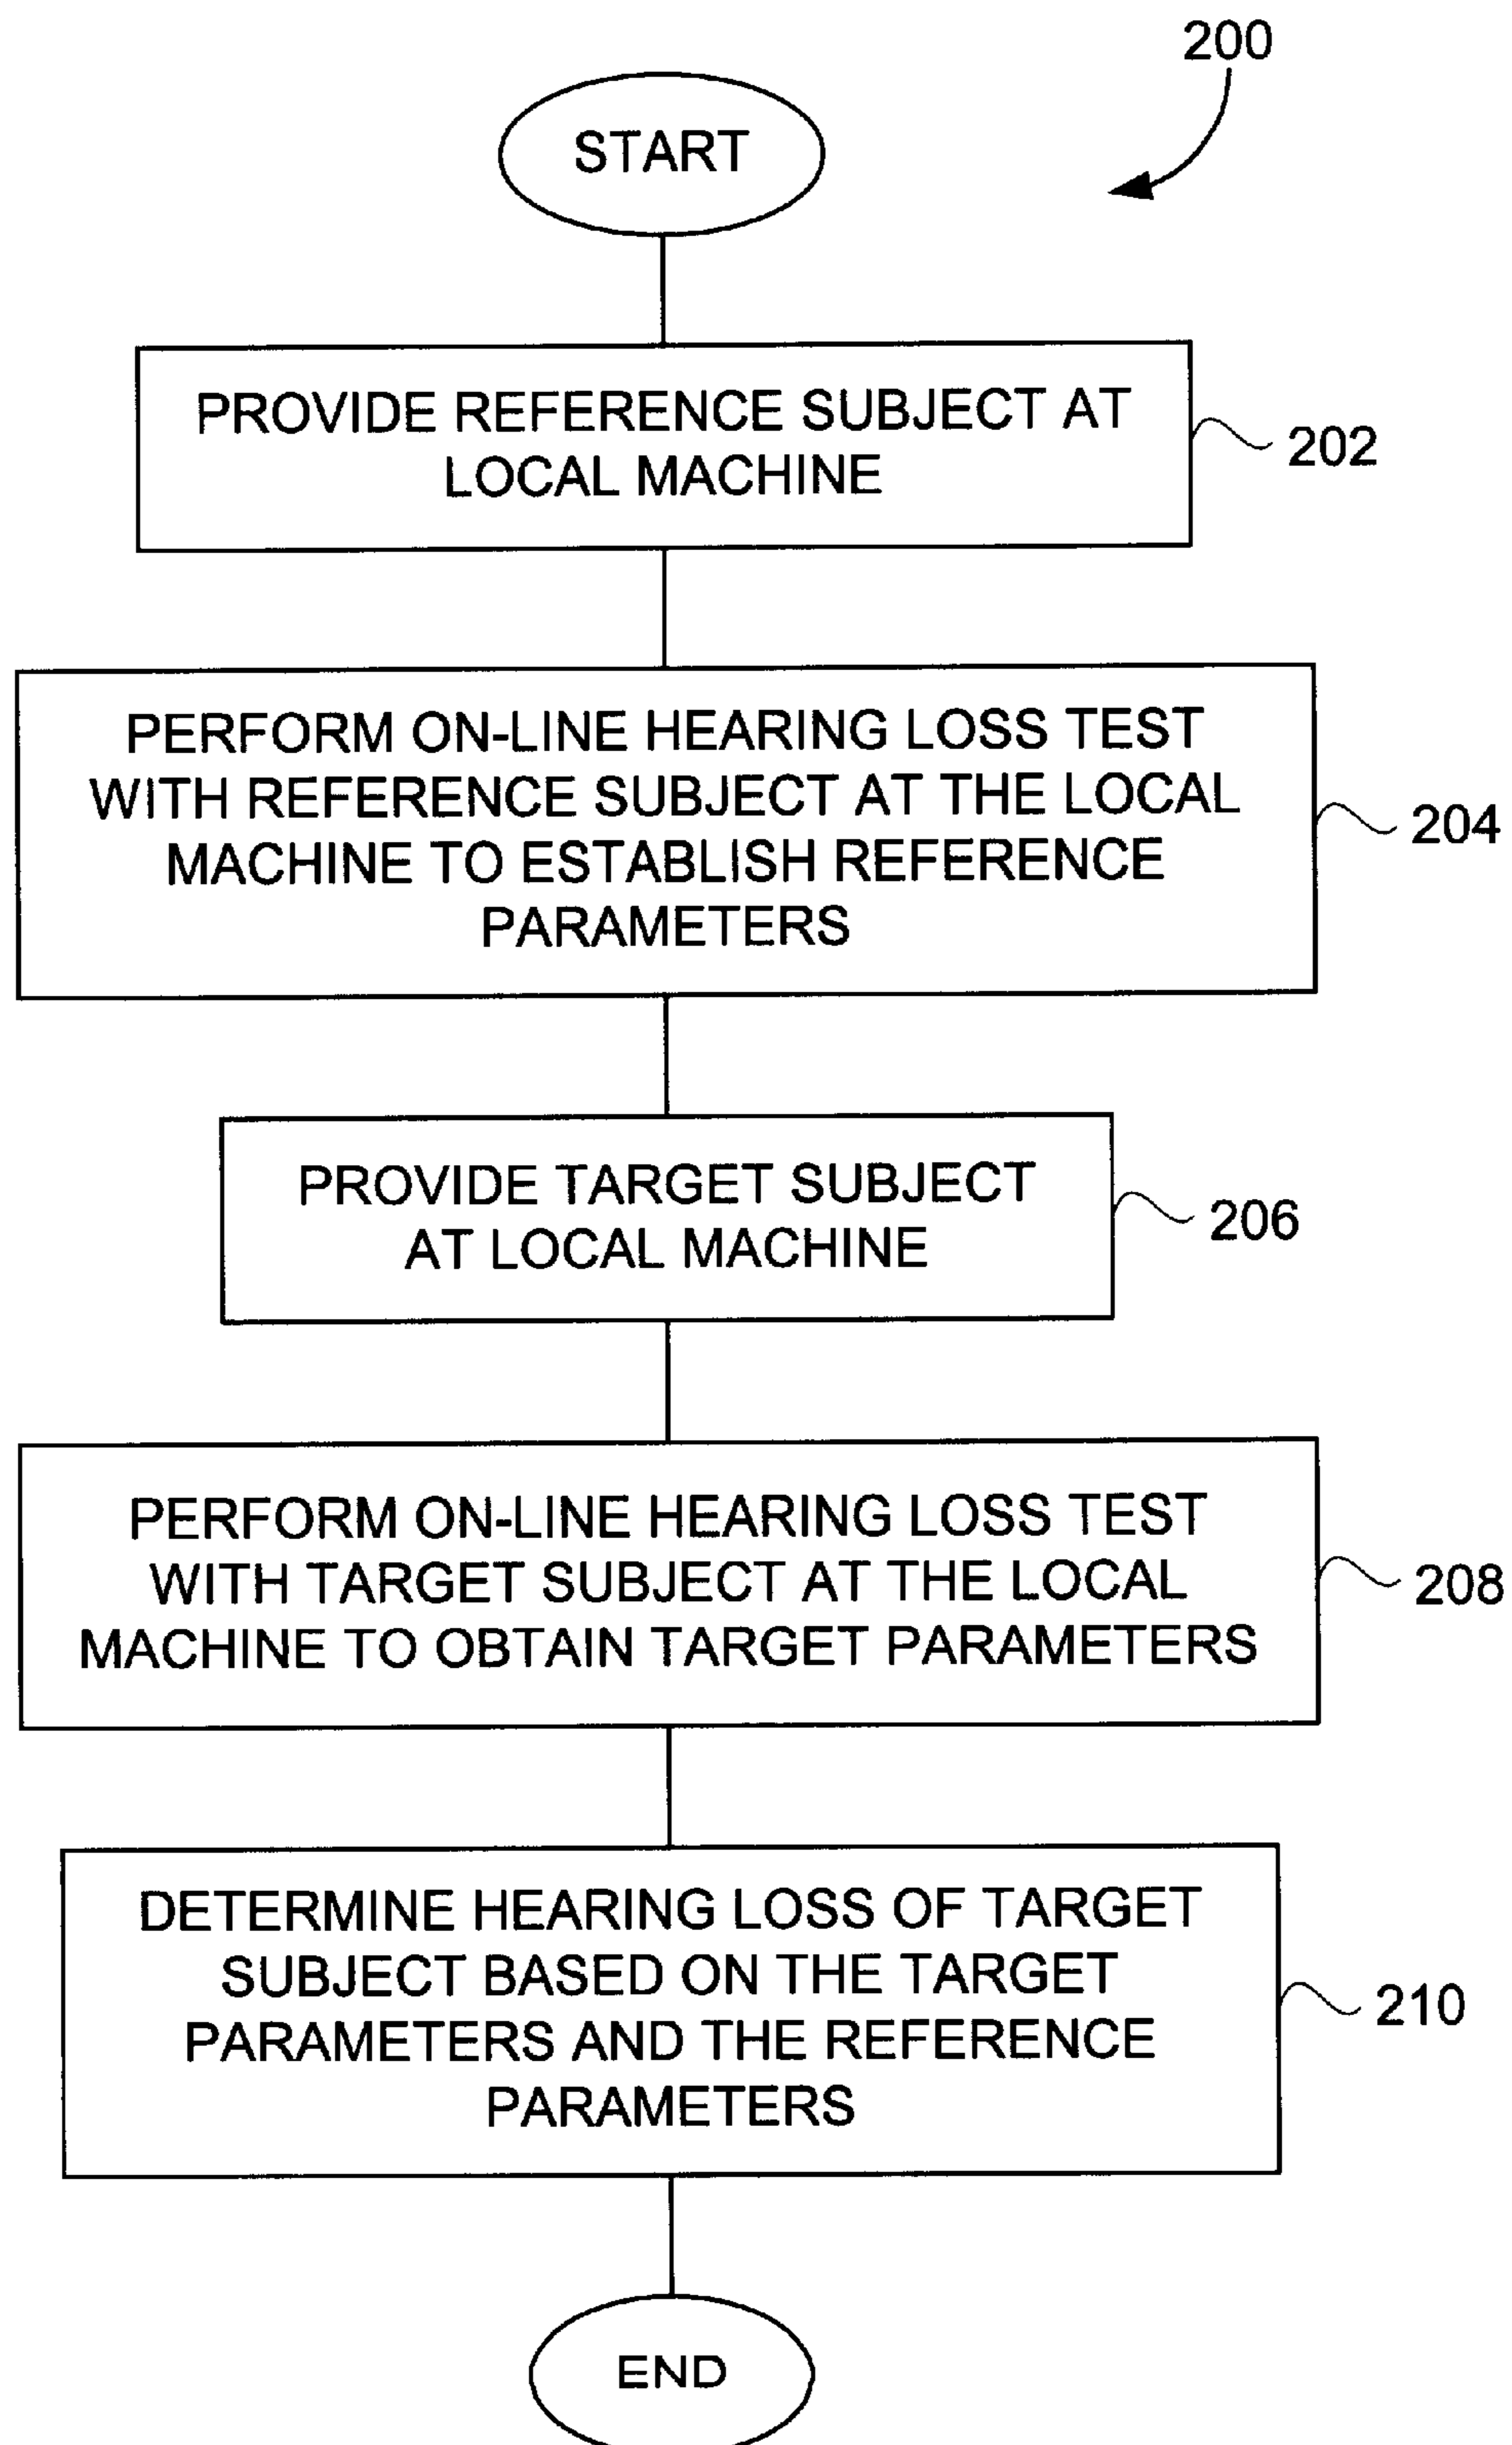 200
START
PROVIDE REFERENCE SUBJECT AT
LOCAL MACHINE
202
PERFORM ON-LINE HEARING LOSS TEST
WITH REFERENCE SUBJECT AT THE LOCAL
MACHINE TO ESTABLISH REFERENCE
PARAMETERS
204
PROVIDE TARGET SUBJECT
AT LOCAL MACHINE
206
PERFORM ON-LINE HEARING LOSS TEST
WITH TARGET SUBJECT AT THE LOCAL
MACHINE TO OBTAIN TARGET PARAMETERS
208
DETERMINE HEARING LOSS OF TARGET
SUBJECT BASED ON THE TARGET
PARAMETERS AND THE REFERENCE
PARAMETERS
210
END